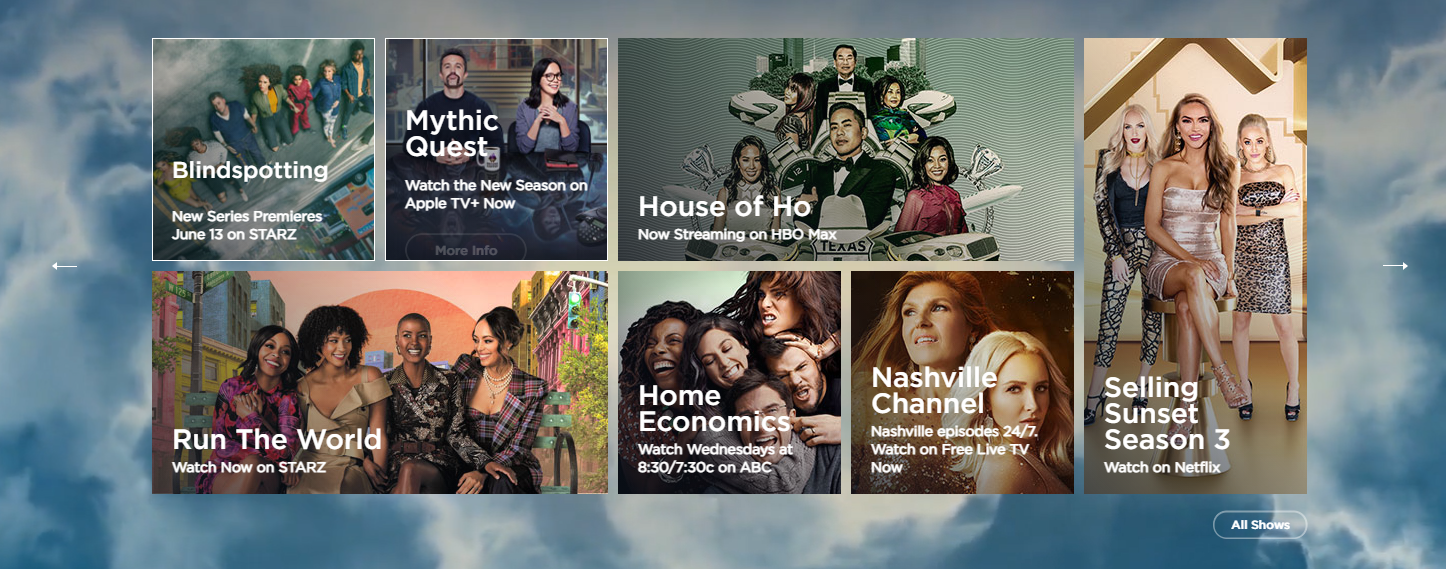 Blindspotting
New Series Premieres
June 13 on STARZ
Mythic
Quest
Watch the New Season on
Apple TV+ Now
More Info
House of Ho
Now Streaming on HBO Max
TEXAS
Run The World
Watch Now on STARZ
Home
Economics
Watch Wednesdays at
8:30/7:30c on ABC
Nashville
Channel
Nashville episodes 24/7.
Watch on Free Live TV
Now
Selling
Sunset
Season 3
Watch on Netflix
All Shows